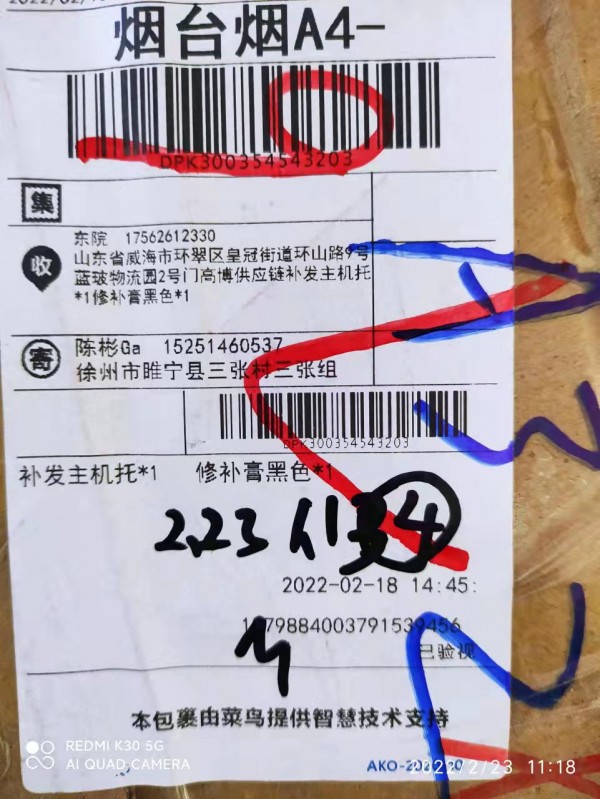 烟台烟A4-
DPK300354543203
集
东院 17562612330
收
山东省威海市环翠区皇冠街道环山路9号
蓝玻物流园2号门高博供应链补发主机托
*1修补膏黑色*1
寄
陈彬Ga 15251460537
徐州市睢宁县三张村三张组
DPK300354543203
补发主机托*1 修补膏黑色*1
2.23
4
2022-02-18 14:45:
已验视
本包裹由菜鸟提供智慧技术支持
REDMI K30 5G
AI QUAD CAMERA
2022/2/23 11:18